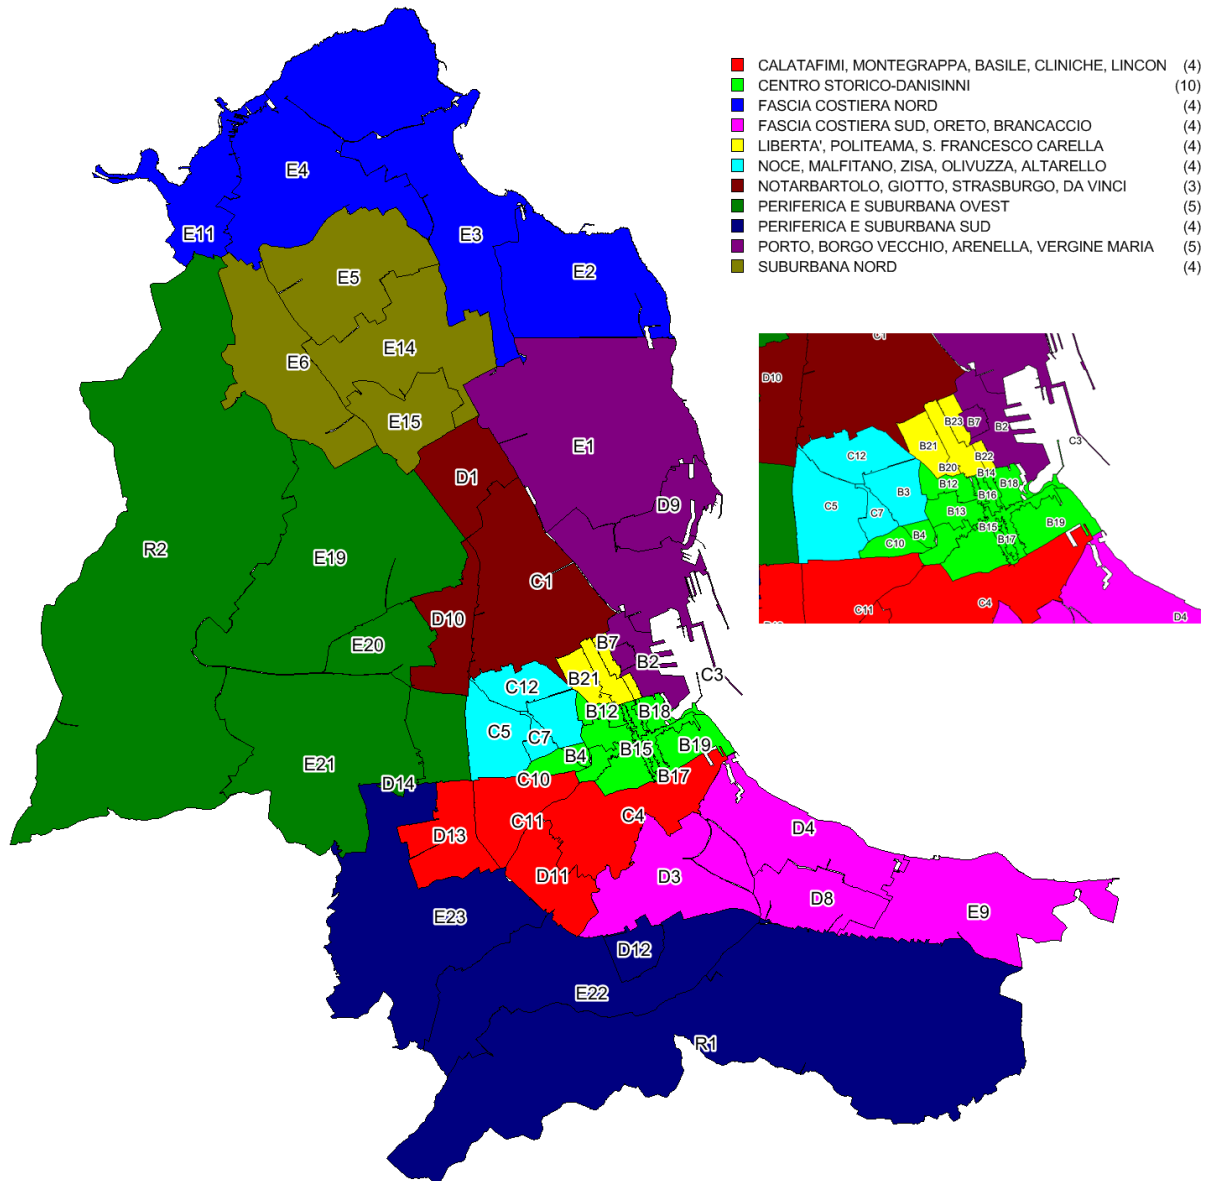 CALATAFIMI, MONTEGRAPPA, BASILE, CLINICHE, LINCON (4)
CENTRO STORICO-DANISINNI (10)
FASCIA COSTIERA NORD (4)
FASCIA COSTIERA SUD, ORETO, BRANCACCIO (4)
LIBERTA', POLITEAMA, S. FRANCESCO CARELLA (4)
NOCE, MALFITANO, ZISA, OLIVUZZA, ALTARELLO (4)
NOTARBARTOLO, GIOTTO, STRASBURGO, DA VINCI (3)
PERIFERICA E SUBURBANA OVEST (5)
PERIFERICA E SUBURBANA SUD (4)
PORTO, BORGO VECCHIO, ARENELLA, VERGINE MARIA (5)
SUBURBANA NORD (4)
E4
E11
E3
E2
E5
E14
E6
E15
E1
D1
D9
R2
E19
C1
D10
E20
B7
B2
C3
B21
C12
B12
B18
C5
C7
B15
B19
B4
E21
D14
C10
B17
C11
C4
D13
D4
D11
D3
D8
E9
E23
D12
E22
R1
C1
D10
B23
B7
B2
C3
B21
C12
B22
B20
B14
B12
B18
B3
B16
C5
C7
B13
B15
B19
B4
C10
B17
C11
C4
D4